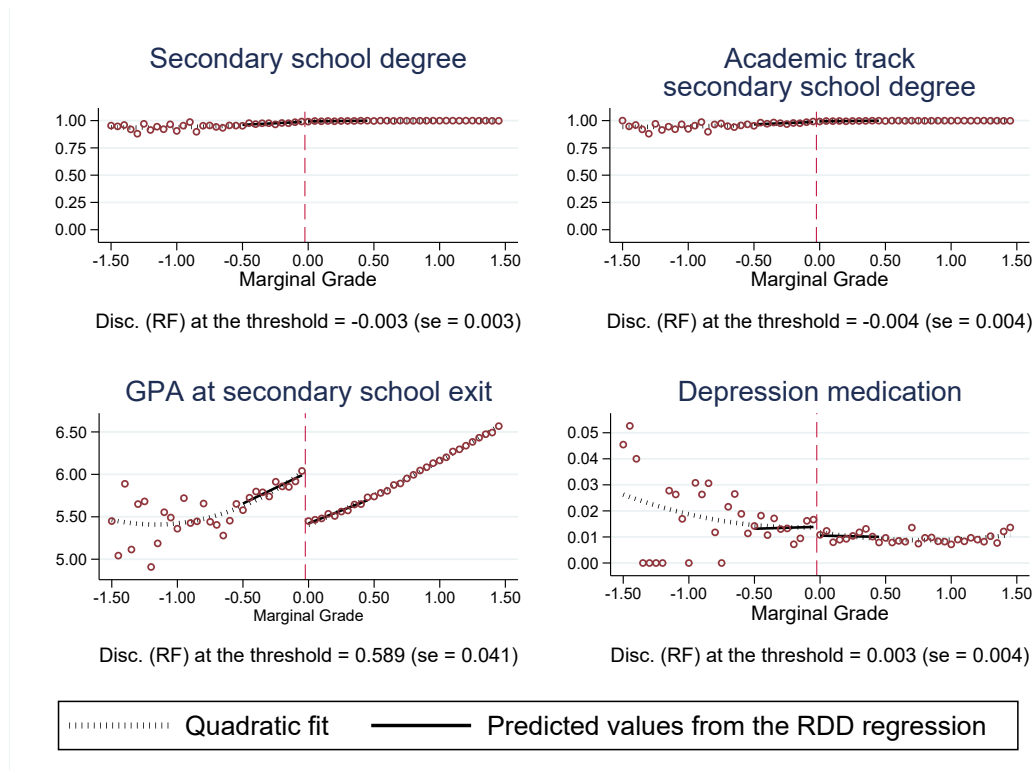 Secondary school degree
1.00
0.75
0.50
0.25
0.00
-1.50 -1.00 -0.50 0.00 0.50 1.00 1.50
Marginal Grade
Disc. (RF) at the threshold = -0.003 (se = 0.003)
Academic track
secondary school degree
1.00
0.75
0.50
0.25
0.00
-1.50 -1.00 -0.50 0.00 0.50 1.00 1.50
Marginal Grade
Disc. (RF) at the threshold = -0.004 (se = 0.004)
GPA at secondary school exit
6.50
6.00
5.50
5.00
-1.50 -1.00 -0.50 0.00 0.50 1.00 1.50
Marginal Grade
Disc. (RF) at the threshold = 0.589 (se = 0.041)
Depression medication
0.05
0.04
0.03
0.02
0.01
0.00
-1.50 -1.00 -0.50 0.00 0.50 1.00 1.50
Marginal Grade
Disc. (RF) at the threshold = 0.003 (se = 0.004)
Quadratic fit Predicted values from the RDD regression